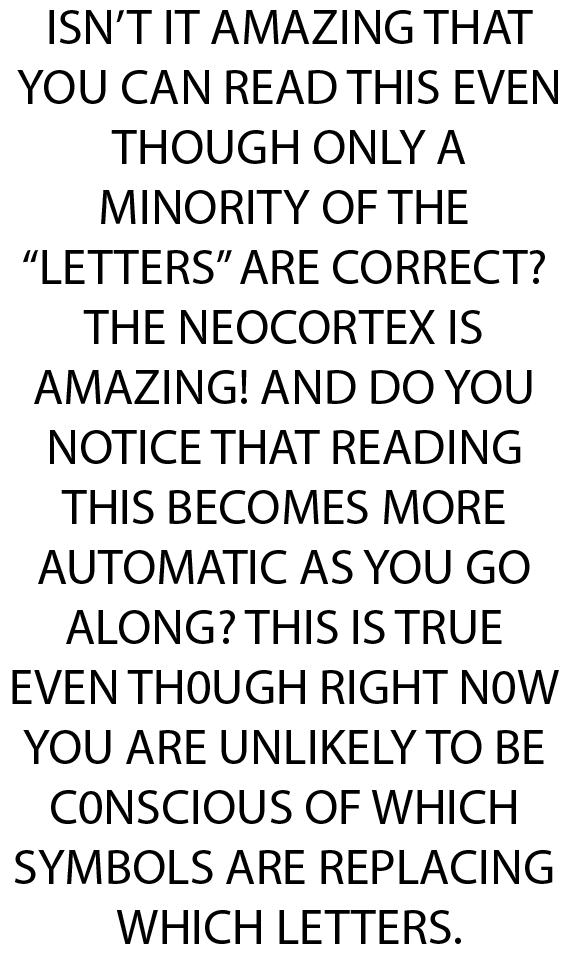 ISN’T IT AMAZING THAT
YOU CAN READ THIS EVEN
THOUGH ONLY A
MINORITY OF THE
“LETTERS” ARE CORRECT?
THE NEOCORTEX IS
AMAZING! AND DO YOU
NOTICE THAT READING
THIS BECOMES MORE
AUTOMATIC AS YOU GO
ALONG? THIS IS TRUE
EVEN TH0UGH RIGHT N0W
YOU ARE UNLIKELY TO BE
C0NSCIOUS OF WHICH
SYMBOLS ARE REPLACING
WHICH LETTERS.